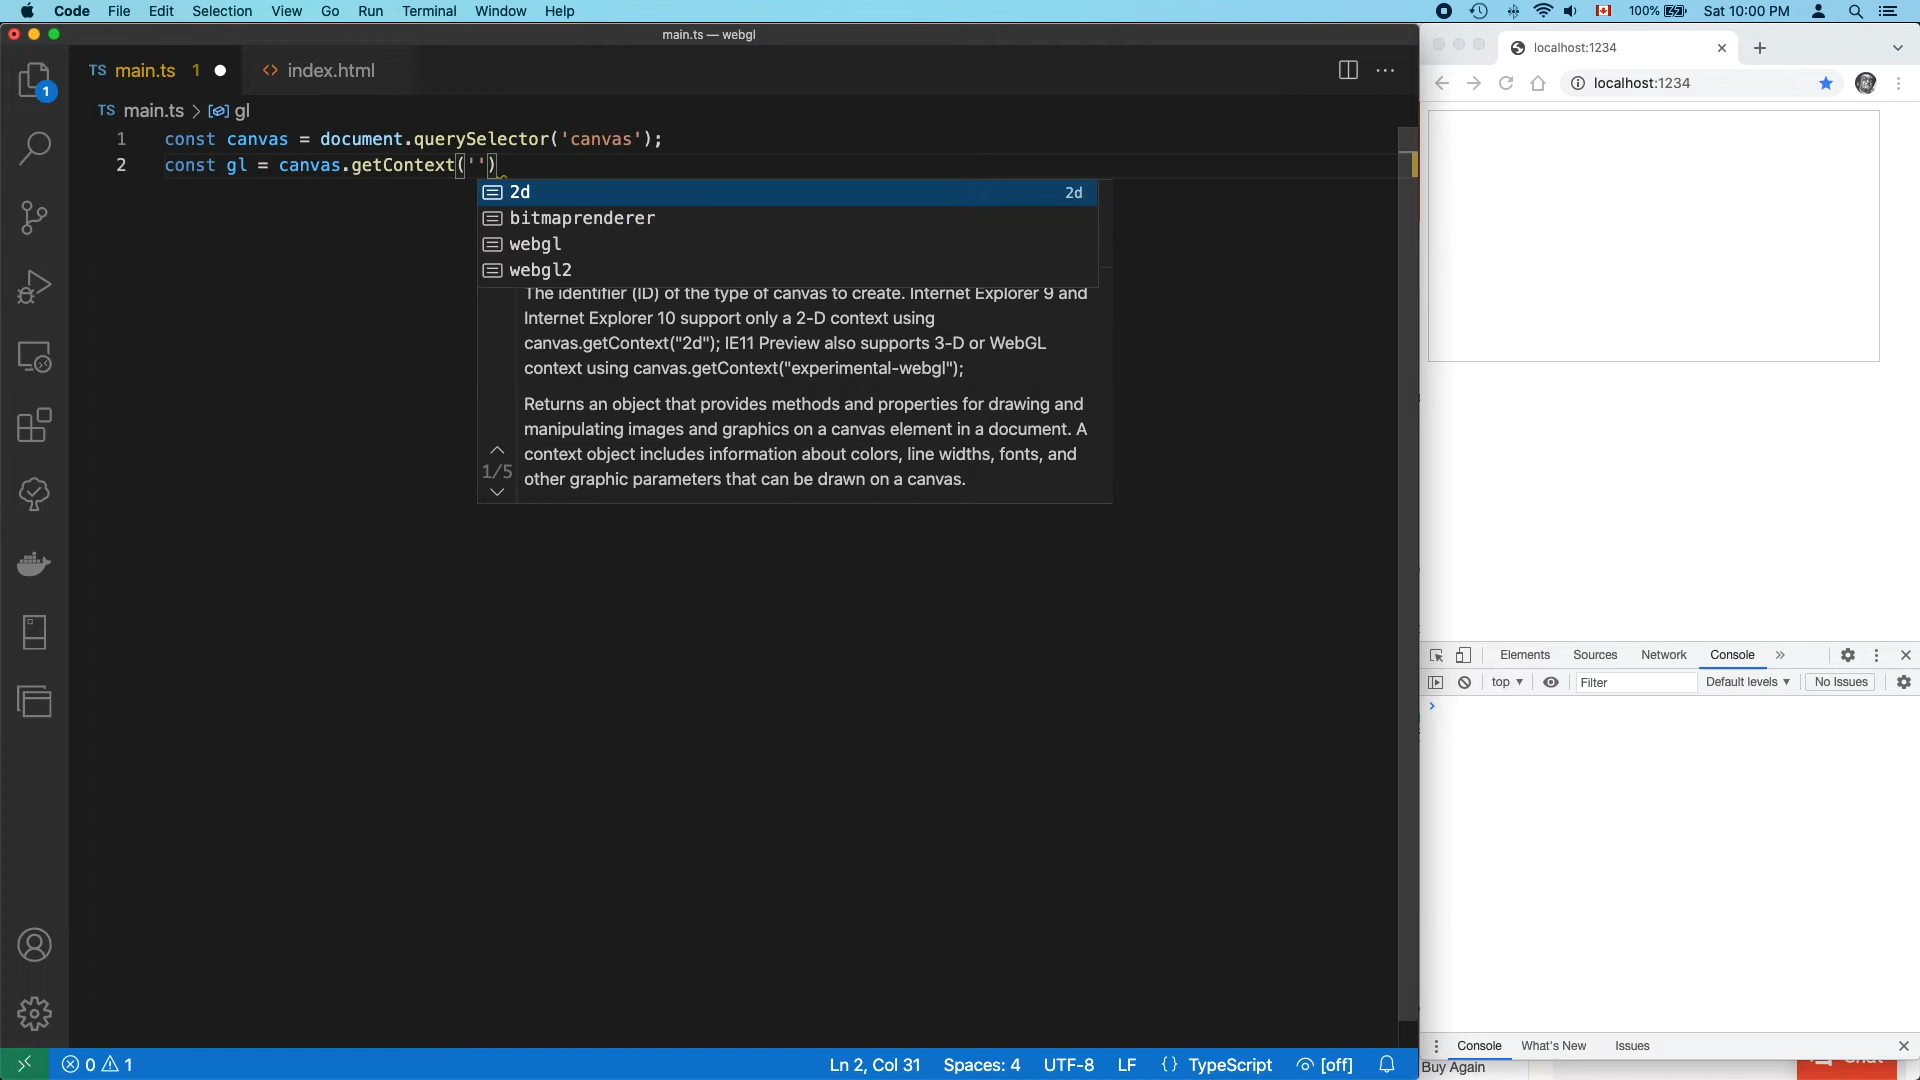 Code File Edit Selection View Go Run Terminal Window Help
100% Sat 10:00 PM
main.ts — webgl
TS main.ts 1 <> index.html
TS main.ts > gl
1 const canvas = document.querySelector('canvas');
2 const gl = canvas.getContext('')
2d 2d
bitmaprenderer
webgl
webgl2
The identifier (ID) of the type of canvas to create. Internet Explorer 9 and
Internet Explorer 10 support only a 2-D context using
canvas.getContext("2d"); IE11 Preview also supports 3-D or WebGL
context using canvas.getContext("experimental-webgl");
Returns an object that provides methods and properties for drawing and
manipulating images and graphics on a canvas element in a document. A
context object includes information about colors, line widths, fonts, and
other graphic parameters that can be drawn on a canvas.
1/5
1
0 1
Ln 2, Col 31 Spaces: 4 UTF-8 LF {} TypeScript [off]
localhost:1234
localhost:1234
Elements Sources Network Console »
top Filter Default levels No Issues
>
Console What's New Issues
Buy Again